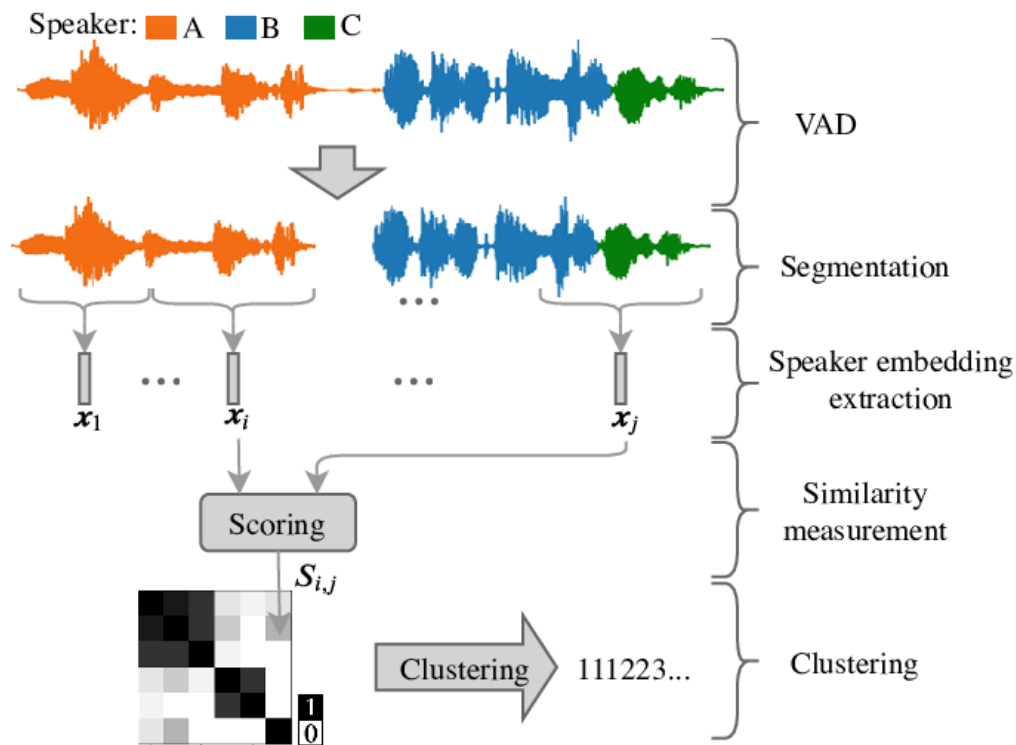 Speaker: A B C
VAD
Segmentation
...
Speaker embedding
extraction
... ...
x1 xi xj
Similarity
measurement
Scoring
Si,j
Clustering
Clustering 111223...
1
0